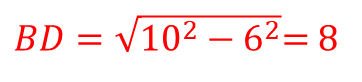 BD = √(10² − 6²) = 8